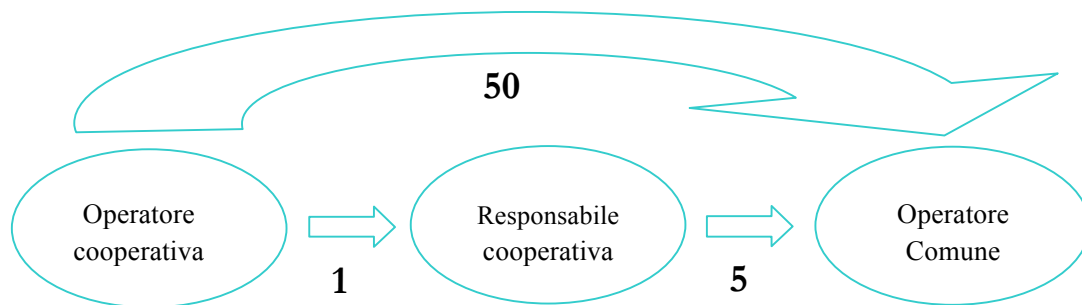 50
Operatore
cooperativa
1
Responsabile
cooperativa
5
Operatore
Comune